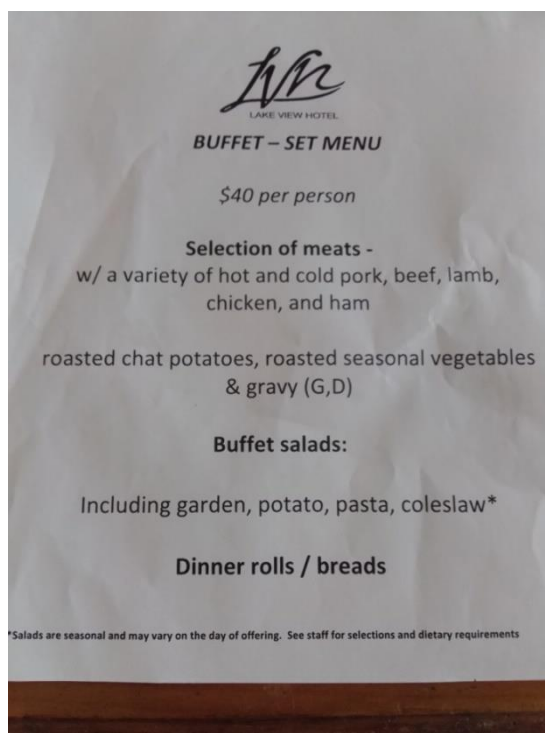 LVH
LAKE VIEW HOTEL
BUFFET – SET MENU
$40 per person
Selection of meats -
w/ a variety of hot and cold pork, beef, lamb,
chicken, and ham
roasted chat potatoes, roasted seasonal vegetables
& gravy (G,D)
Buffet salads:
Including garden, potato, pasta, coleslaw*
Dinner rolls / breads
*Salads are seasonal and may vary on the day of offering. See staff for selections and dietary requirements